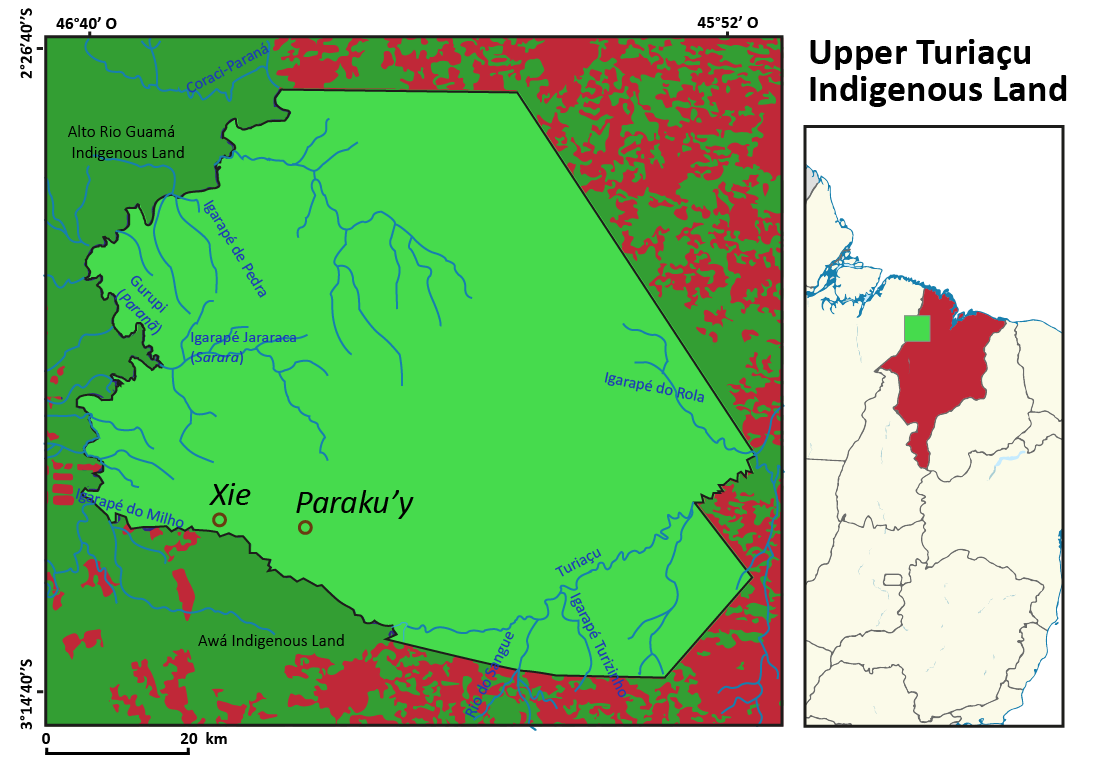 46°40’ O
45°52’ O
2°26’40’’S
Upper Turiaçu
Indigenous Land
Coraci-Paraná
Alto Rio Guamá
Indigenous Land
Igarapé de Pedra
Gurupi
(Paranã)
Igarapé Jararaca
(Sarara)
Igarapé do Rola
Igarapé do Milho
Xie
Paraku’y
Turiaçu
Igarapé Turizinho
Rio do Sangue
Awá Indigenous Land
3°14’40’’S
0
20 km